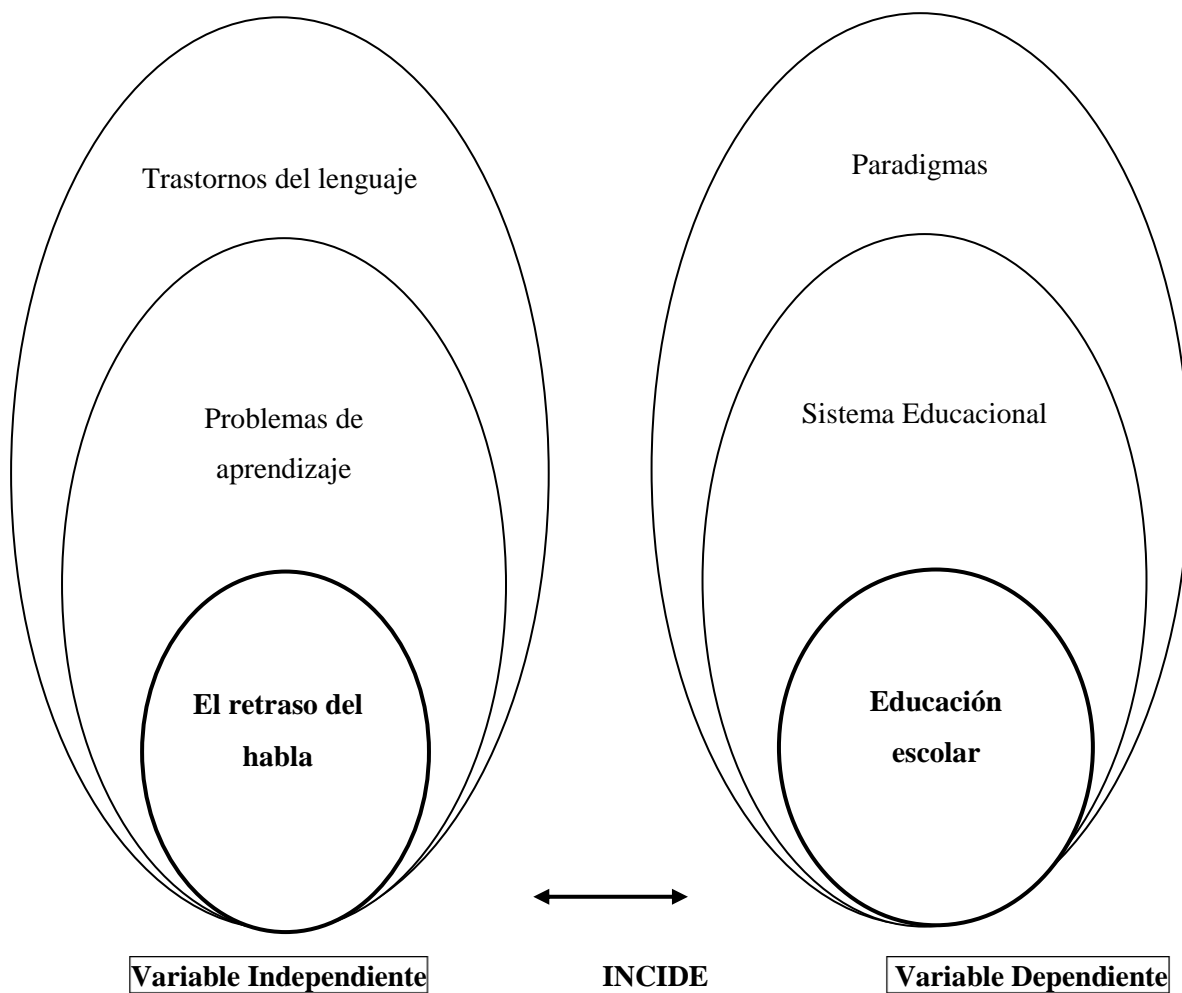 Trastornos del lenguaje
Problemas de
aprendizaje
El retraso del
habla
Paradigmas
Sistema Educacional
Educación
escolar
Variable Independiente
INCIDE
Variable Dependiente